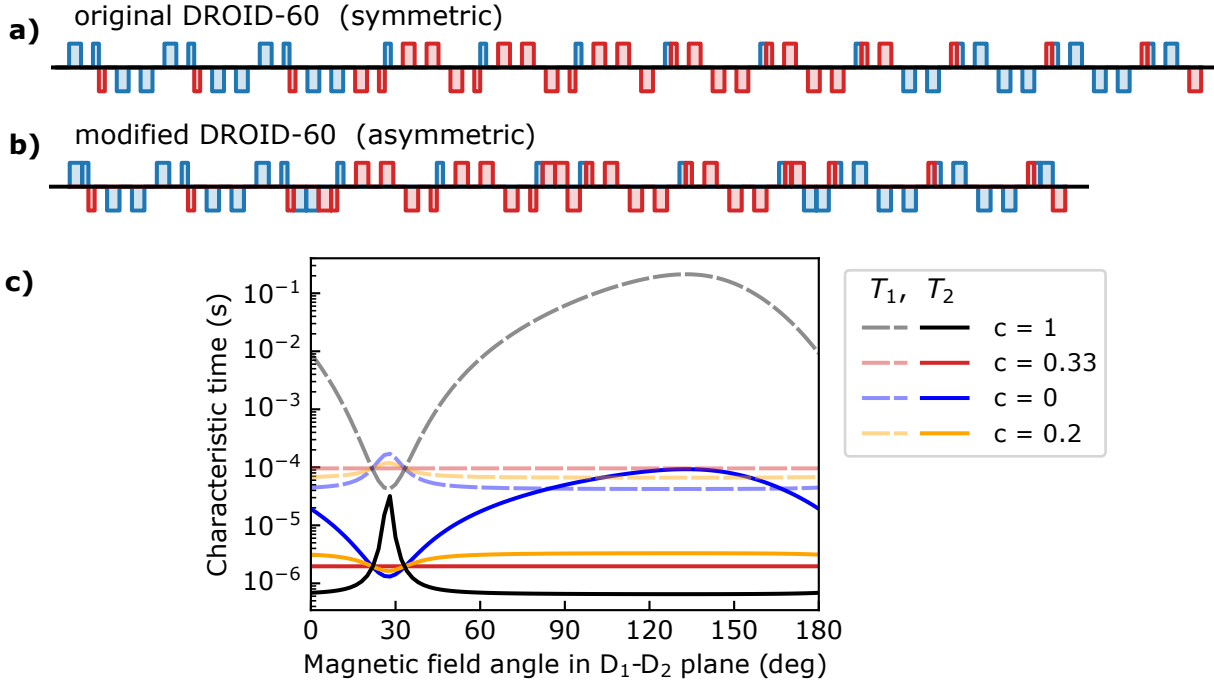 a)
original DROID-60 (symmetric)
b)
modified DROID-60 (asymmetric)
c)
Characteristic time (s)
10⁻¹
10⁻²
10⁻³
10⁻⁴
10⁻⁵
10⁻⁶
0 30 60 90 120 150 180
Magnetic field angle in D₁-D₂ plane (deg)
T₁, T₂
c = 1
c = 0.33
c = 0
c = 0.2